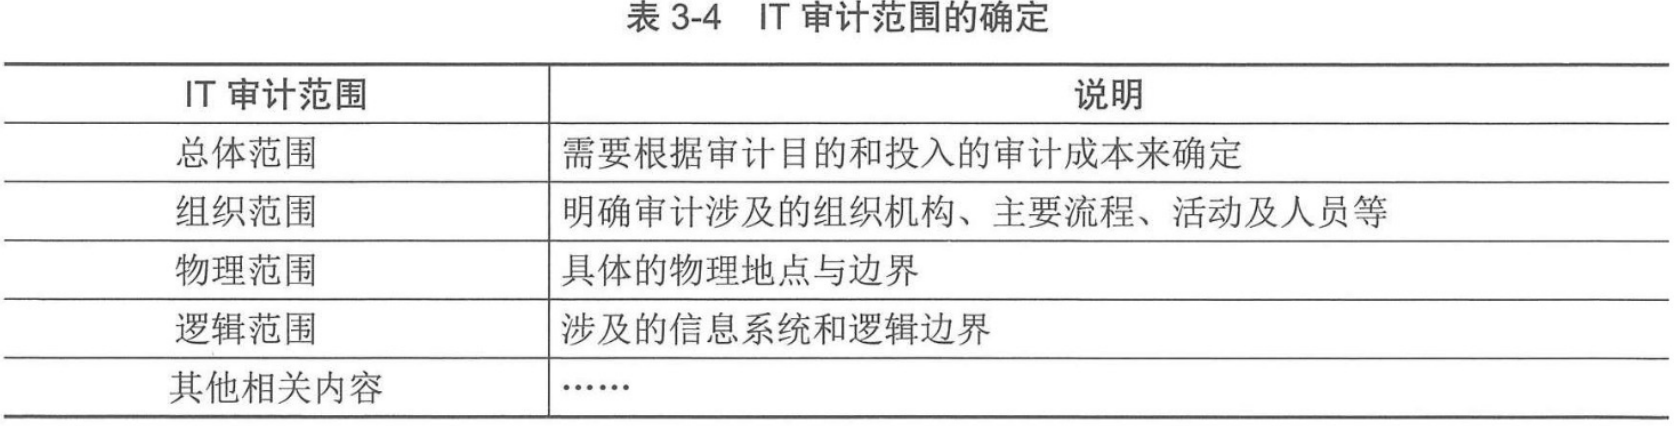 表 3-4 IT 审计范围的确定
IT 审计范围 说明
总体范围 需要根据审计目的和投入的审计成本来确定
组织范围 明确审计涉及的组织机构、主要流程、活动及人员等
物理范围 具体的物理地点与边界
逻辑范围 涉及的信息系统和逻辑边界
其他相关内容 ……